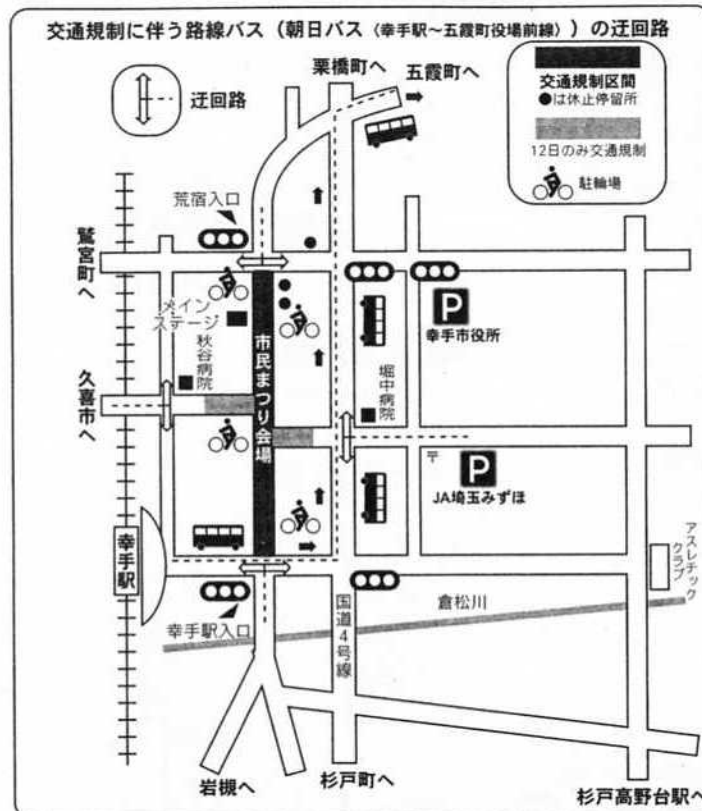 交通規制に伴う路線バス（朝日バス〈幸手駅～五霞町役場前線〉）の迂回路
迂回路
栗橋町へ
五霞町へ
交通規制区間
●は休止停留所
12日のみ交通規制
駐輪場
荒宿入口
鷲宮町へ
メイン
ステージ
秋谷病院
市民まつり会場
堀中病院
P
幸手市役所
久喜市へ
〒
P
JA埼玉みずほ
幸手駅
アスレチック
クラブ
幸手駅入口
国道4号線
倉松川
岩槻へ
杉戸町へ
杉戸高野台駅へ